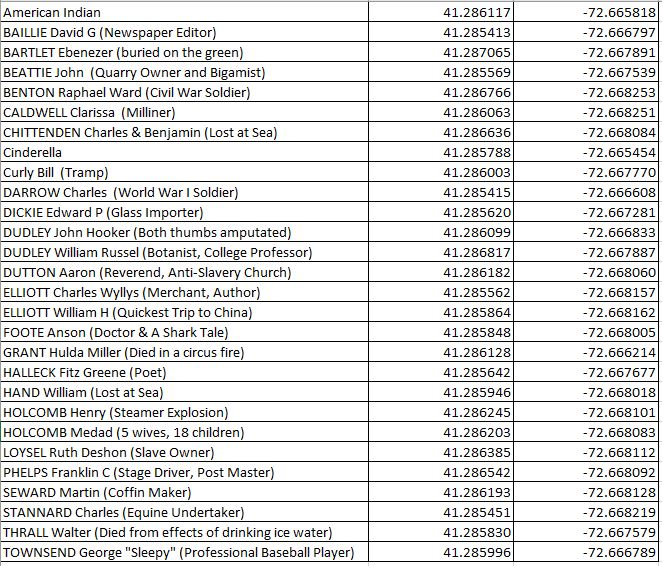 American Indian 41.286117 -72.665818
BAILLIE David G (Newspaper Editor) 41.285413 -72.666797
BARTLET Ebenezer (buried on the green) 41.287065 -72.667891
BEATTIE John (Quarry Owner and Bigamist) 41.285569 -72.667539
BENTON Raphael Ward (Civil War Soldier) 41.286766 -72.668253
CALDWELL Clarissa (Milliner) 41.286063 -72.668251
CHITTENDEN Charles & Benjamin (Lost at Sea) 41.286636 -72.668084
Cinderella 41.285788 -72.665454
Curly Bill (Tramp) 41.286003 -72.667770
DARROW Charles (World War I Soldier) 41.285415 -72.666608
DICKIE Edward P (Glass Importer) 41.285620 -72.667281
DUDLEY John Hooker (Both thumbs amputated) 41.286099 -72.666833
DUDLEY William Russel (Botanist, College Professor) 41.286817 -72.667887
DUTTON Aaron (Reverend, Anti-Slavery Church) 41.286182 -72.668060
ELLIOTT Charles Wyllys (Merchant, Author) 41.285562 -72.668157
ELLIOTT William H (Quickest Trip to China) 41.285864 -72.668162
FOOTE Anson (Doctor & A Shark Tale) 41.285848 -72.668005
GRANT Hulda Miller (Died in a circus fire) 41.286128 -72.666214
HALLECK Fitz Greene (Poet) 41.285642 -72.667677
HAND William (Lost at Sea) 41.285946 -72.668018
HOLCOMB Henry (Steamer Explosion) 41.286245 -72.668101
HOLCOMB Medad (5 wives, 18 children) 41.286203 -72.668083
LOYSEL Ruth Deshon (Slave Owner) 41.286385 -72.668112
PHELPS Franklin C (Stage Driver, Post Master) 41.286542 -72.668092
SEWARD Martin (Coffin Maker) 41.286193 -72.668128
STANNARD Charles (Equine Undertaker) 41.285451 -72.668219
THRALL Walter (Died from effects of drinking ice water) 41.285830 -72.667579
TOWNSEND George "Sleepy" (Professional Baseball Player) 41.285996 -72.666789